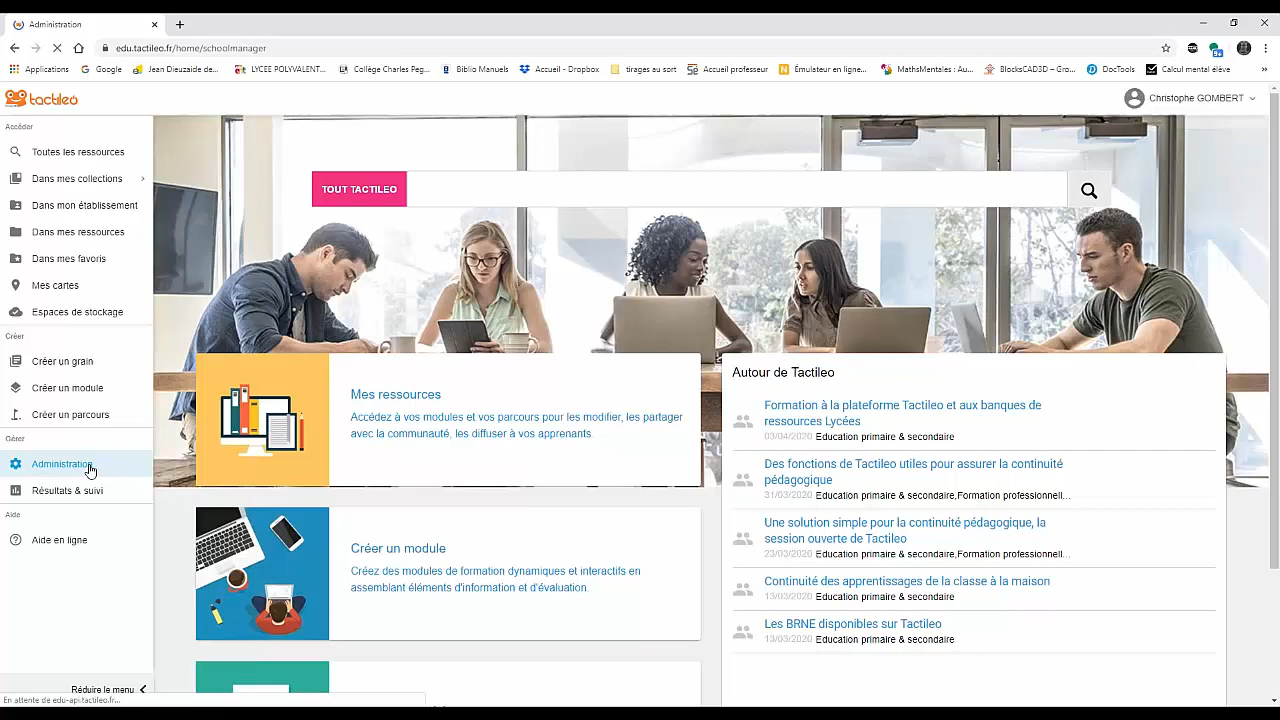 Administration
edu.tactileo.fr/home/schoolmanager
Applications
Google
Jean Dieuzaide de...
LYCEE POLYVALENT...
Collège Charles Peg...
Biblio Manuels
Accueil - Dropbox
tirages au sort
Accueil professeur
Émulateur en ligne...
MathsMentales : Au...
BlocksCAD3D – Gro...
DocTools
Calcul mental élève
»
tactileo
Christophe GOMBERT
Accéder
Toutes les ressources
Dans mes collections
Dans mon établissement
Dans mes ressources
Dans mes favoris
Mes cartes
Espaces de stockage
Créer
Créer un grain
Créer un module
Créer un parcours
Gérer
Administration
Résultats & suivi
Aide
Aide en ligne
Réduire le menu
En attente de edu-api.tactileo.fr...
TOUT TACTILEO
Mes ressources
Accédez à vos modules et vos parcours pour les modifier, les partager
avec la communauté, les diffuser à vos apprenants.
Créer un module
Créez des modules de formation dynamiques et interactifs en
assemblant éléments d'information et d'évaluation.
Autour de Tactileo
Formation à la plateforme Tactileo et aux banques de
ressources Lycées
03/04/2020 Education primaire & secondaire
Des fonctions de Tactileo utiles pour assurer la continuité
pédagogique
31/03/2020 Education primaire & secondaire,Formation professionnell...
Une solution simple pour la continuité pédagogique, la
session ouverte de Tactileo
23/03/2020 Education primaire & secondaire,Formation professionnell...
Continuité des apprentissages de la classe à la maison
13/03/2020 Education primaire & secondaire
Les BRNE disponibles sur Tactileo
13/03/2020 Education primaire & secondaire